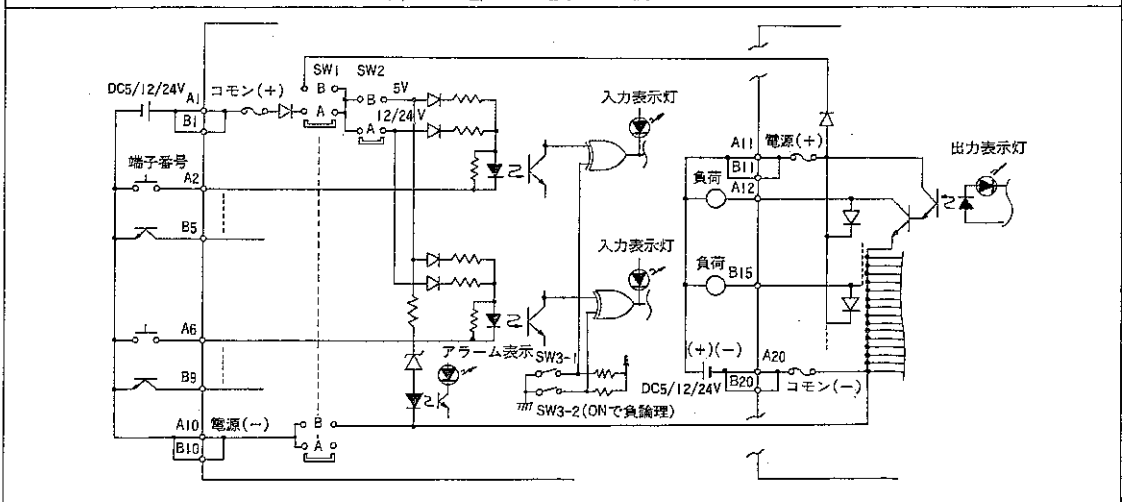 DC5/12/24V
A1
コモン(+)
B1
SW1
SW2
B
A
B
A
5V
12/24V
入力表示灯
端子番号
A2
B5
入力表示灯
A6
アラーム表示
B9
SW3-1
SW3-2(ONで負論理)
A10
電源(-)
B10
B
A
A11
電源(+)
B11
出力表示灯
負荷
A12
負荷
B15
(+)(-)
A20
DC5/12/24V
B20
コモン(-)